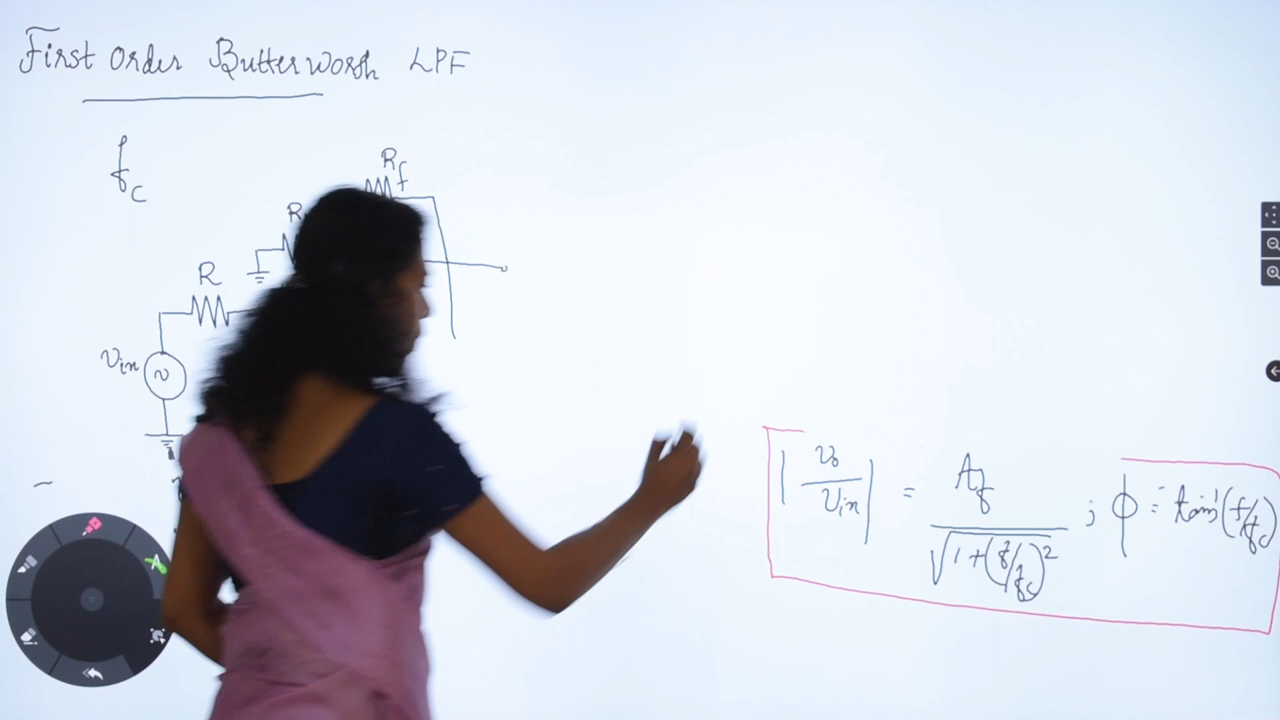 First Order Butterworth LPF
fc
Rf
R
R
Vin
| Vo / Vin | = Af / √(1+(f/fc)²) ; ϕ = -tan⁻¹(f/fc)